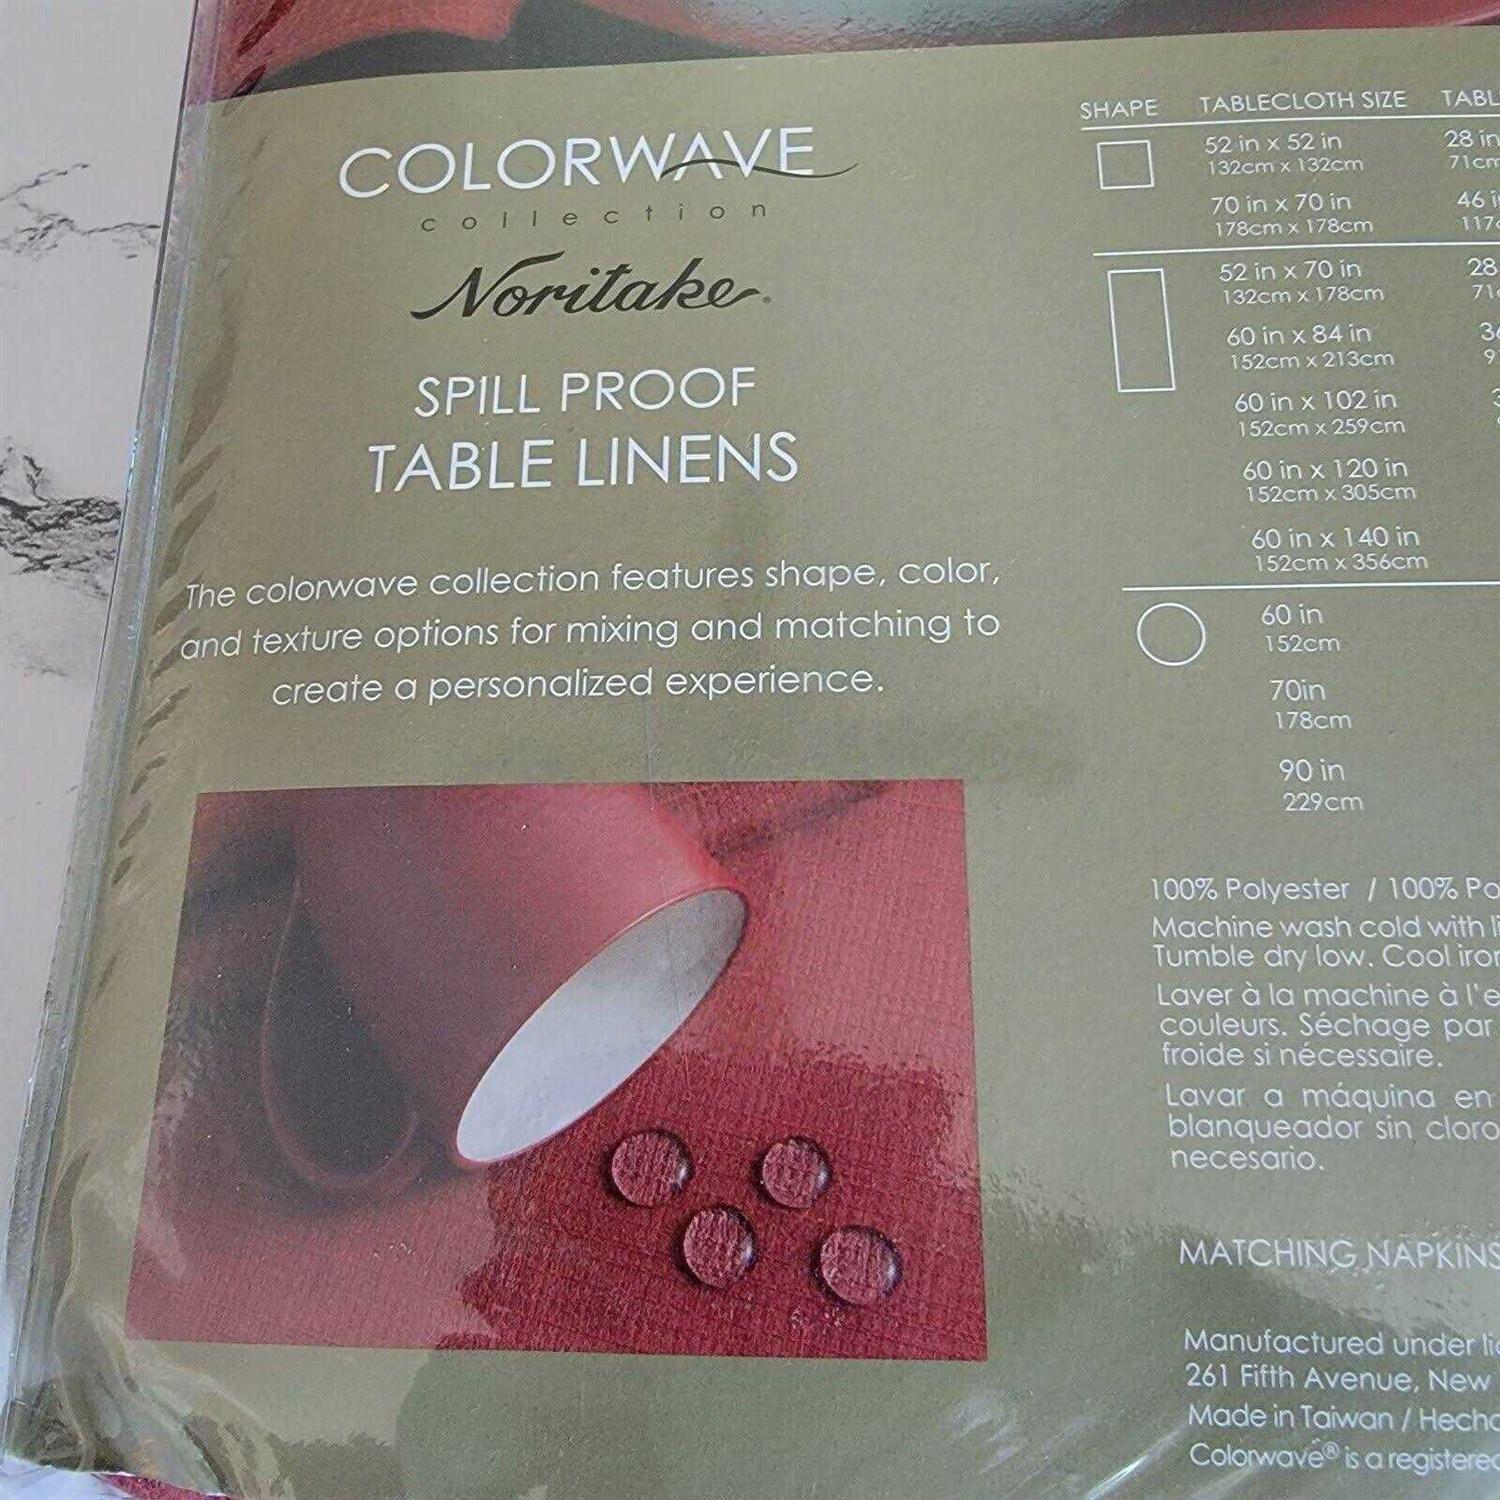 COLORWAVE
collection
Noritake
SPILL PROOF
TABLE LINENS
The colorwave collection features shape, color,
and texture options for mixing and matching to
create a personalized experience.
SHAPE TABLECLOTH SIZE
52 in x 52 in 28 in
132cm x 132cm
70 in x 70 in 46
178cm x 178cm
52 in x 70 in 28
132cm x 178cm
60 in x 84 in
152cm x 213cm
60 in x 102 in
152cm x 259cm
60 in x 120 in
152cm x 305cm
60 in x 140 in
152cm x 356cm
60 in
152cm
70in
178cm
90 in
229cm
100% Polyester / 100%
Machine wash cold with
Tumble dry low. Cool
Laver à la machine à
couleurs. Séchage par
froide si nécessaire.
Lavar a máquina en
blanqueador sin cloro
necesario.
MATCHING NAPKINS
Manufactured under
261 Fifth Avenue, New
Made in Taiwan /
Colorwave® is a